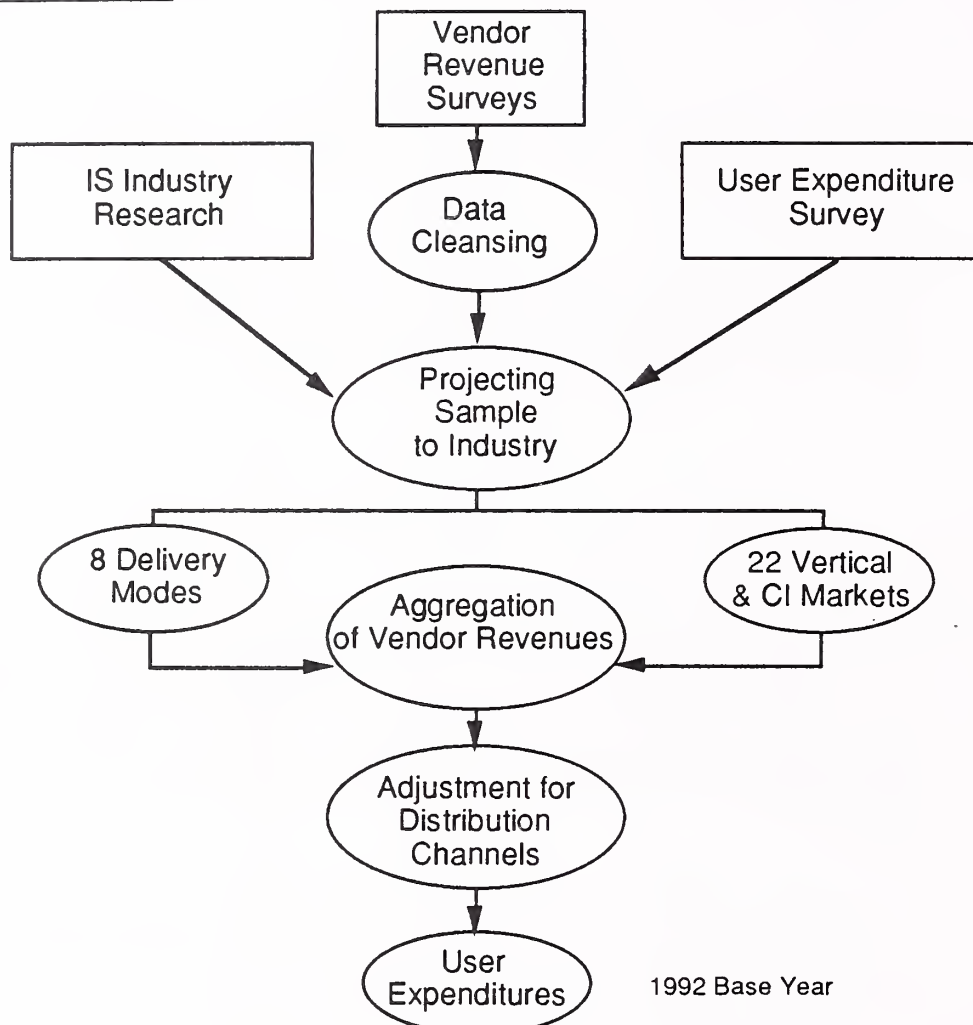 Vendor
Revenue
Surveys
IS Industry
Research
Data
Cleansing
User Expenditure
Survey
Projecting
Sample
to Industry
8 Delivery
Modes
22 Vertical
& CI Markets
Aggregation
of Vendor Revenues
Adjustment for
Distribution
Channels
User
Expenditures
1992 Base Year